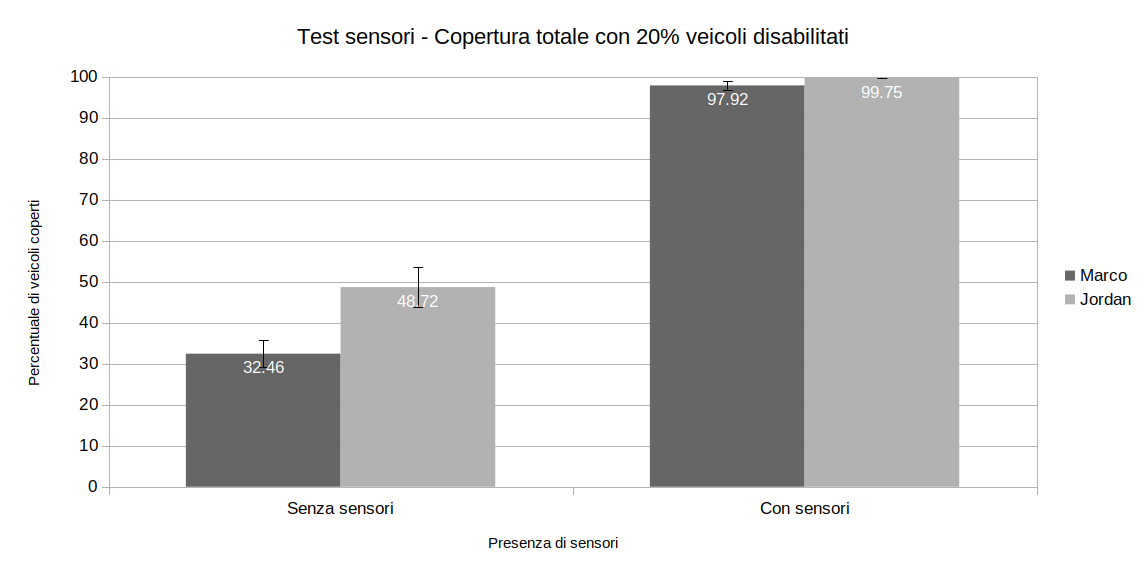 Test sensori - Copertura totale con 20% veicoli disabilitati
Percentuale di veicoli coperti
100
90
80
70
60
50
40
30
20
10
0
32.46
48.72
97.92
99.75
Senza sensori
Con sensori
Presenza di sensori
Marco
Jordan